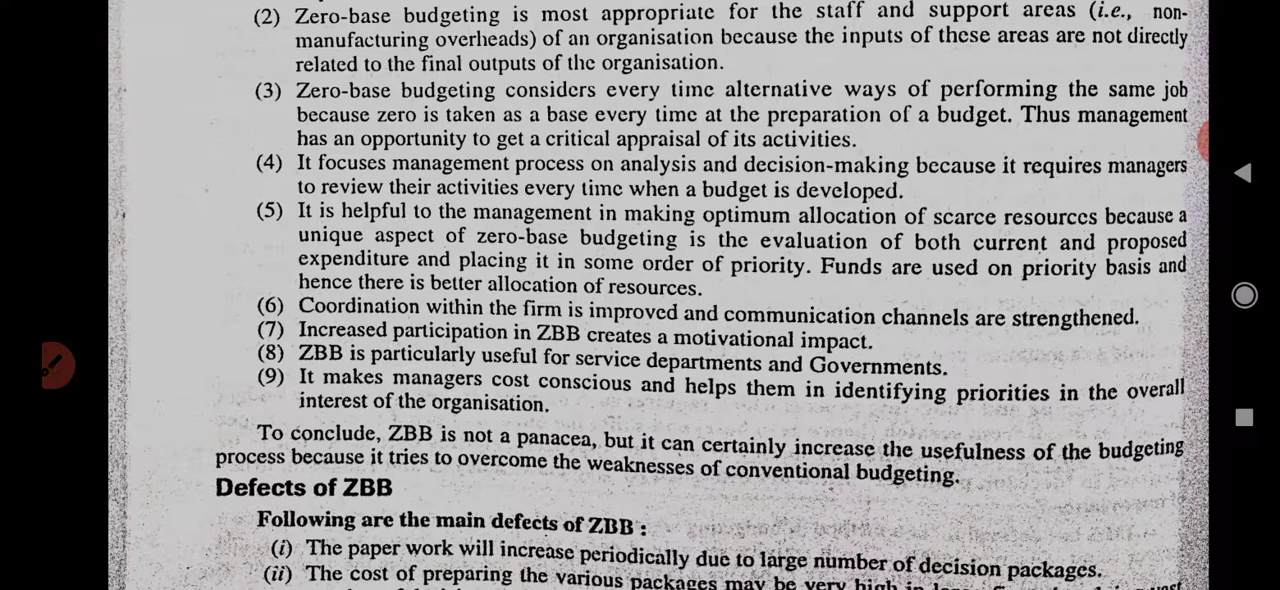 (2) Zero-base budgeting is most appropriate for the staff and support areas (i.e., non-
manufacturing overheads) of an organisation because the inputs of these areas are not directly
related to the final outputs of the organisation.
(3) Zero-base budgeting considers every time alternative ways of performing the same job
because zero is taken as a base every time at the preparation of a budget. Thus management
has an opportunity to get a critical appraisal of its activities.
(4) It focuses management process on analysis and decision-making because it requires managers
to review their activities every time when a budget is developed.
(5) It is helpful to the management in making optimum allocation of scarce resources because a
unique aspect of zero-base budgeting is the evaluation of both current and proposed
expenditure and placing it in some order of priority. Funds are used on priority basis and
hence there is better allocation of resources.
(6) Coordination within the firm is improved and communication channels are strengthened.
(7) Increased participation in ZBB creates a motivational impact.
(8) ZBB is particularly useful for service departments and Governments.
(9) It makes managers cost conscious and helps them in identifying priorities in the overall
interest of the organisation.
To conclude, ZBB is not a panacea, but it can certainly increase the usefulness of the budgeting
process because it tries to overcome the weaknesses of conventional budgeting.
Defects of ZBB
Following are the main defects of ZBB :
(i) The paper work will increase periodically due to large number of decision packages.
(ii) The cost of preparing the various packages may be very high in